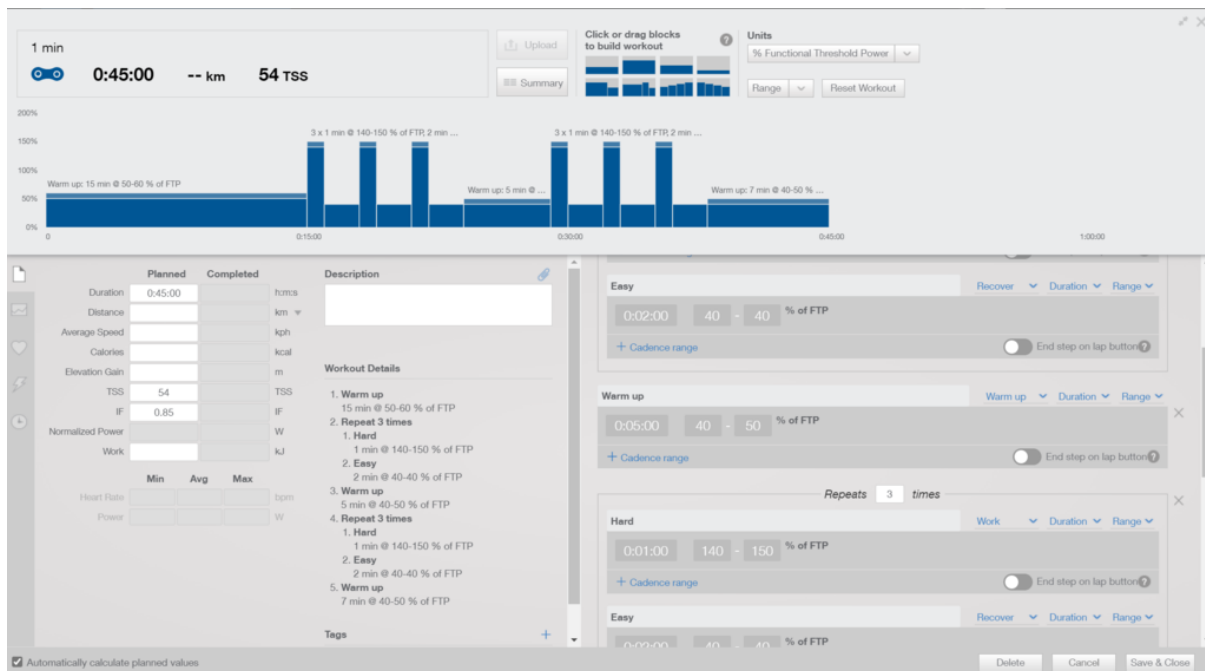 1 min
0:45:00 -- km 54 TSS
Upload
Summary
Click or drag blocks
to build workout
?
Units
% Functional Threshold Power
Range
Reset Workout
200%
150%
100%
50%
0%
Warm up: 15 min @ 50-60 % of FTP
3 x 1 min @ 140-150 % of FTP, 2 min ...
Warm up: 5 min @ ...
3 x 1 min @ 140-150 % of FTP, 2 min ...
Warm up: 7 min @ 40-50 % ...
0 0:15:00 0:30:00 0:45:00 1:00:00
Planned Completed
Duration 0:45:00 h:m:s
Distance km
Average Speed kph
Calories kcal
Elevation Gain m
TSS 54 TSS
IF 0.85 IF
Normalized Power W
Work kJ
Min Avg Max
Heart Rate bpm
Power W
Description
Workout Details
1. Warm up
15 min @ 50-60 % of FTP
2. Repeat 3 times
1. Hard
1 min @ 140-150 % of FTP
2. Easy
2 min @ 40-40 % of FTP
3. Warm up
5 min @ 40-50 % of FTP
4. Repeat 3 times
1. Hard
1 min @ 140-150 % of FTP
2. Easy
2 min @ 40-40 % of FTP
5. Warm up
7 min @ 40-50 % of FTP
Tags +
Easy Recover Duration Range
0:02:00 40 - 40 % of FTP
+ Cadence range End step on lap button ?
Warm up Warm up Duration Range
0:05:00 40 - 50 % of FTP
+ Cadence range End step on lap button ?
Repeats 3 times
Hard Work Duration Range
0:01:00 140 - 150 % of FTP
+ Cadence range End step on lap button ?
Easy Recover Duration Range
0:02:00 40 - 40 % of FTP
Automatically calculate planned values
Delete Cancel Save & Close